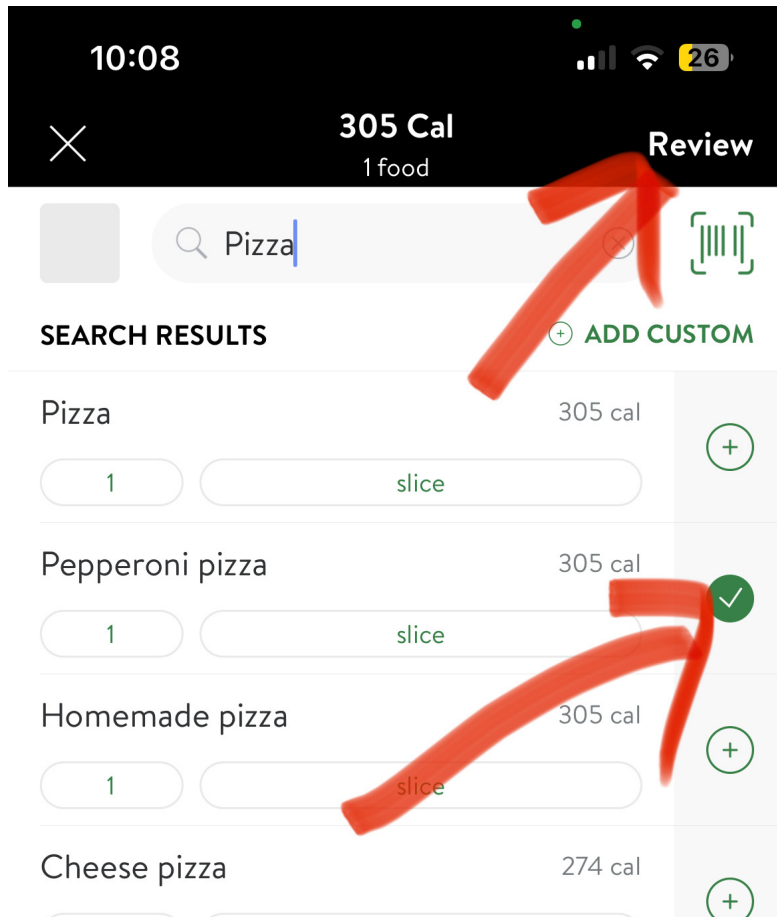 10:08
26
305 Cal
1 food
Review
Pizza
SEARCH RESULTS
ADD CUSTOM
Pizza
305 cal
1
slice
Pepperoni pizza
305 cal
1
slice
Homemade pizza
305 cal
1
slice
Cheese pizza
274 cal